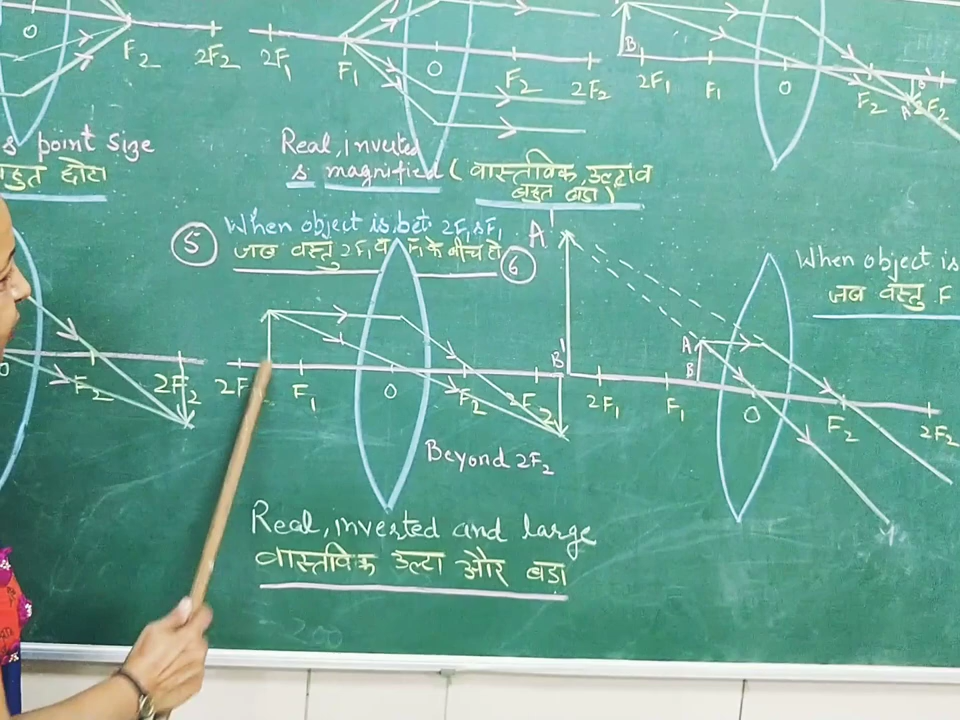 O
F2
2F2
2F1
F1
O
F2
2F2
B
2F1
F1
O
F2
A'
2F2
B'
& point size
बहुत छोटा
Real, inverted
& magnified (वास्तविक, उल्टा व
बहुत बडा)
5
When object is bet 2F1 & F1
जब वस्तु 2F1 व F1 के बीच हो
6
A'
When object is
जब वस्तु F
O
F2
2F2
F1
O
F2
2F2
Beyond 2F2
B'
A
B
2F1
F1
O
F2
2F2
Real, inverted and large
वास्तविक उल्टा और बडा